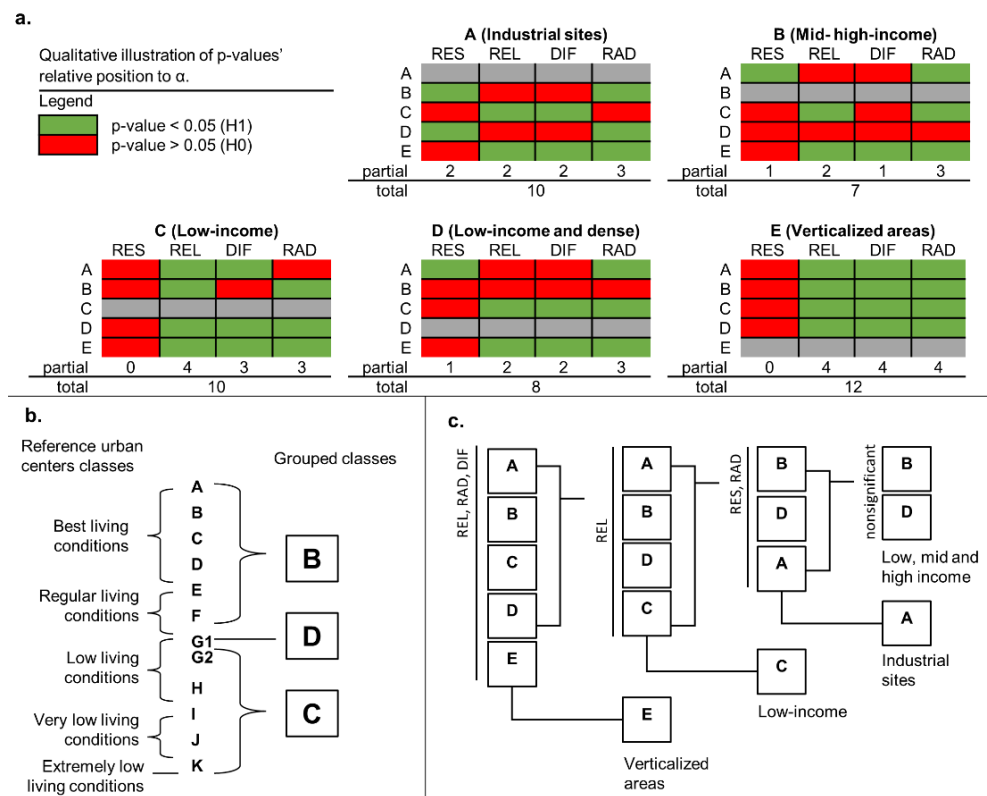 a.
Qualitative illustration of p-values'
relative position to α.
Legend
p-value < 0.05 (H1)
p-value > 0.05 (H0)
A (Industrial sites)
RES REL DIF RAD
A
B
C
D
E
partial 2 2 2 3
total 10
B (Mid- high-income)
RES REL DIF RAD
A
B
C
D
E
partial 1 2 1 3
total 7
C (Low-income)
RES REL DIF RAD
A
B
C
D
E
partial 0 4 3 3
total 10
D (Low-income and dense)
RES REL DIF RAD
A
B
C
D
E
partial 1 2 2 3
total 8
E (Verticalized areas)
RES REL DIF RAD
A
B
C
D
E
partial 0 4 4 4
total 12
b.
Reference urban
centers classes
Grouped classes
Best living
conditions
Regular living
conditions
Low living
conditions
Very low living
conditions
Extremely low
living conditions
A
B
C
D
E
F
G1
G2
H
I
J
K
B
D
C
c.
REL, RAD, DIF
A
B
C
D
E
REL
A
B
D
C
E
Verticalized
areas
RES, RAD
B
D
A
C
Low-income
nonsignificant
B
D
Low, mid and
high income
A
Industrial
sites